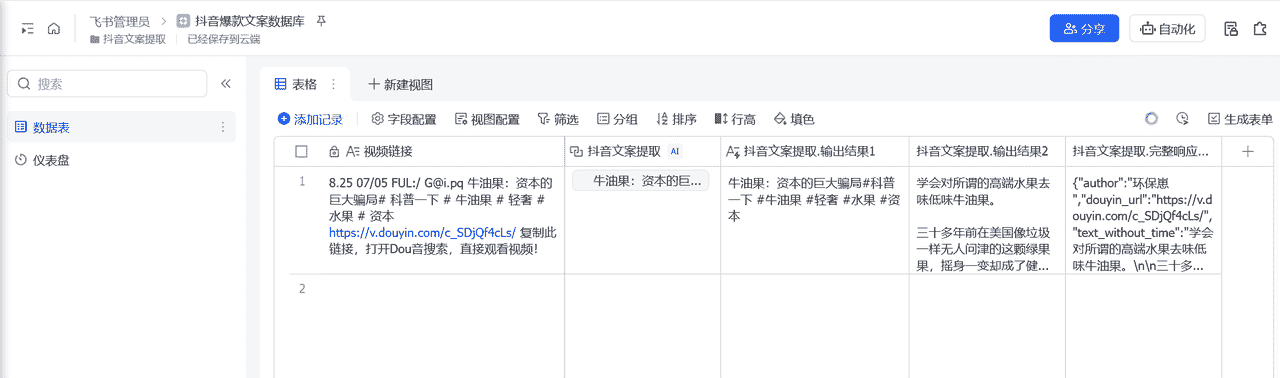 飞书管理员 > 抖音爆款文案数据库
抖音文案提取 | 已经保存到云端
分享
自动化
搜索
数据表
仪表盘
表格
新建视图
添加记录 字段配置 视图配置 筛选 分组 排序 行高 填色 生成表单
视频链接 抖音文案提取 AI 抖音文案提取.输出结果1 抖音文案提取.输出结果2 抖音文案提取.完整响应...
1
8.25 07/05 FUL:/ G@i.pq 牛油果：资本的
巨大骗局# 科普一下 # 牛油果 # 轻奢 #
水果 # 资本
https://v.douyin.com/c_SDjQf4cLs/ 复制此
链接，打开Dou音搜索，直接观看视频！
牛油果：资本的巨...
牛油果：资本的巨大骗局#科普
一下 #牛油果 #轻奢 #水果 #资
本
学会对所谓的高端水果去
味低味牛油果。
三十多年前在美国像垃圾
一样无人问津的这颗绿果
果，摇身一变却成了健...
{"author":"环保崽
","douyin_url":"https://v.d
ouyin.com/c_SDjQf4cLs/",
"text_without_time":"学会
对所谓的高端水果去味低
味牛油果。\n\n三十多...
2